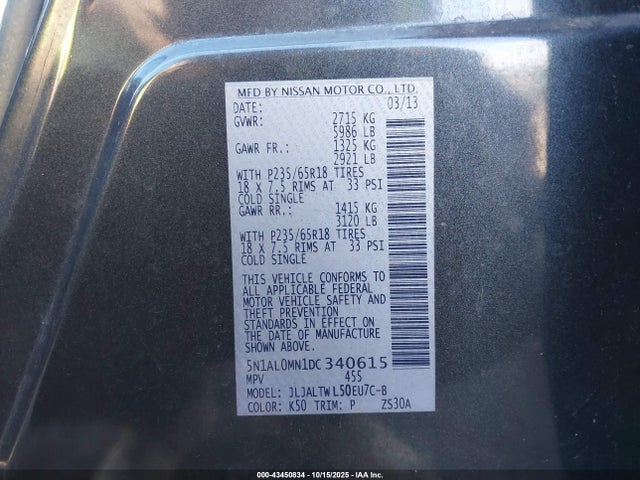 MFD BY NISSAN MOTOR CO., LTD.
DATE: 03/13
GVWR: 2715 KG
5986 LB
GAWR FR.: 1325 KG
2921 LB
WITH P235/65R18 TIRES
18 X 7.5 RIMS AT 33 PSI
COLD SINGLE
GAWR RR.: 1415 KG
3120 LB
WITH P235/65R18 TIRES
18 X 7.5 RIMS AT 33 PSI
COLD SINGLE
THIS VEHICLE CONFORMS TO
ALL APPLICABLE FEDERAL
MOTOR VEHICLE SAFETY AND
THEFT PREVENTION
STANDARDS IN EFFECT ON
THE DATE OF MANUFACTURE
SHOWN ABOVE.
5N1AL0MN1DC340615
MPV 455
MODEL: JLJALTWL50EU7C-B
COLOR: K50 TRIM: P ZS30A
000-43450834 - 10/15/2025 - IAA Inc.